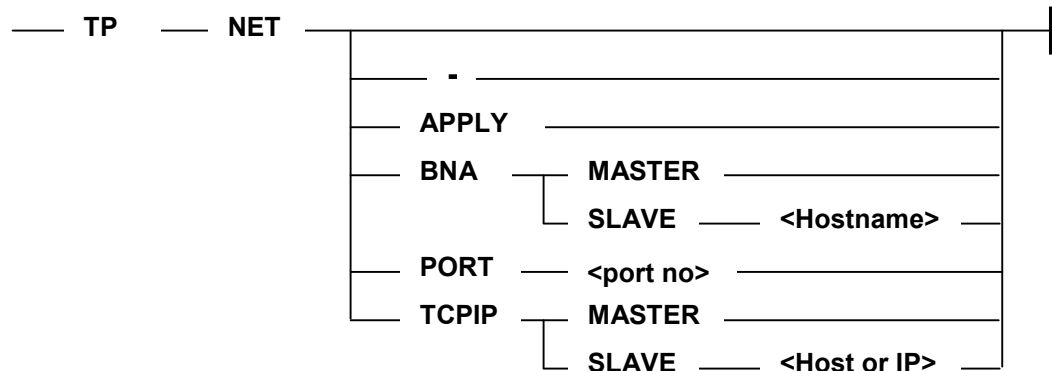 TP NET
-
APPLY
BNA MASTER
SLAVE <Hostname>
PORT <port no>
TCPIP MASTER
SLAVE <Host or IP>